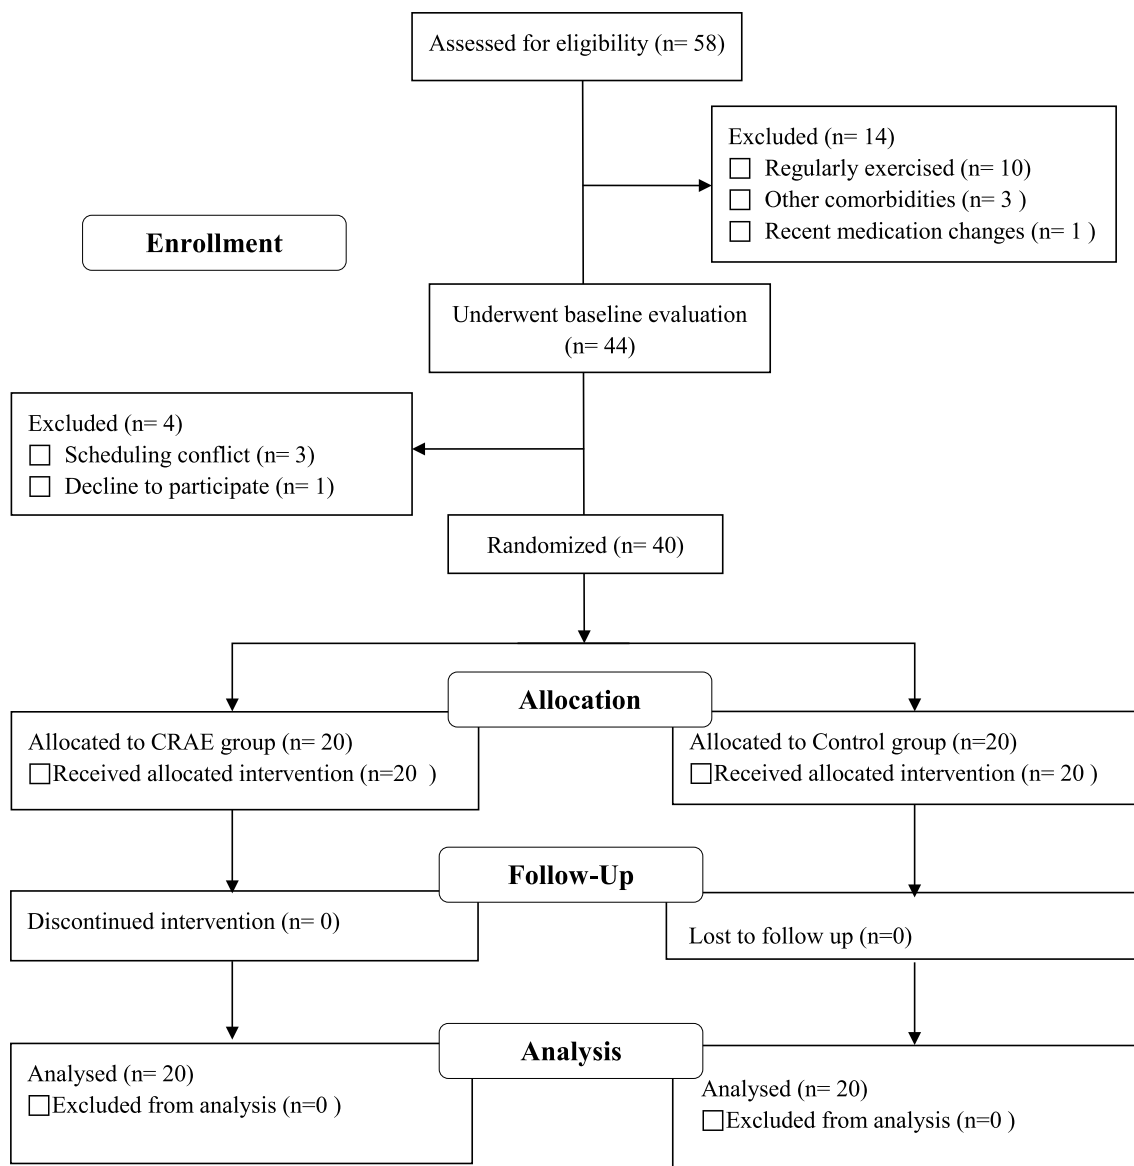 Assessed for eligibility (n= 58)
Excluded (n= 14)
Regularly exercised (n= 10)
Other comorbidities (n= 3 )
Recent medication changes (n= 1 )
Enrollment
Underwent baseline evaluation
(n= 44)
Excluded (n= 4)
Scheduling conflict (n= 3)
Decline to participate (n= 1)
Randomized (n= 40)
Allocation
Allocated to CRAE group (n= 20)
Received allocated intervention (n=20  )
Allocated to Control group (n=20)
Received allocated intervention (n= 20 )
Follow-Up
Discontinued intervention (n= 0)
Lost to follow up (n=0)
Analysis
Analysed (n= 20)
Excluded from analysis (n=0 )
Analysed (n= 20)
Excluded from analysis (n=0 )